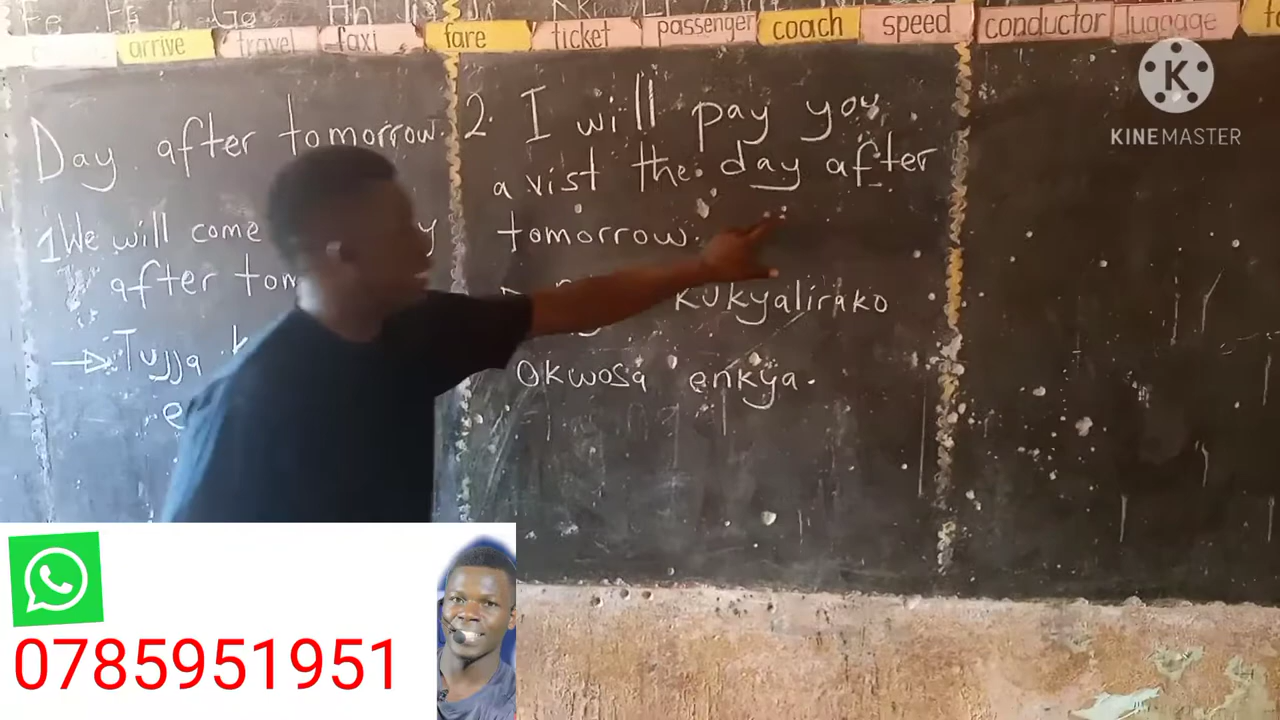 arrive travel taxi fare ticket passenger coach speed conductor luggage
Day after tomorrow.
1 We will come
after tom
Tujja
2. I will pay you
a vist the day after
tomorrow.
kukyalirako
okwosa enkya.
KINEMASTER
0785951951